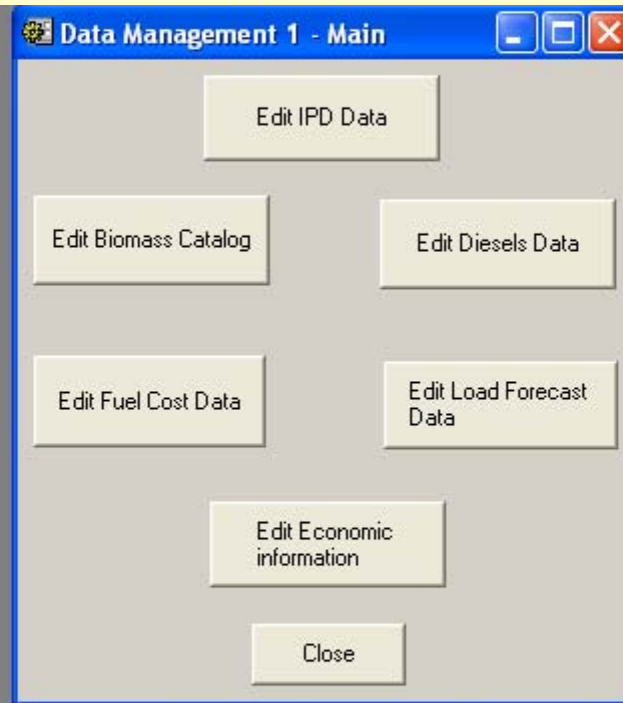 Data Management 1 - Main
Edit IPD Data
Edit Biomass Catalog
Edit Diesels Data
Edit Fuel Cost Data
Edit Load Forecast
Data
Edit Economic
information
Close